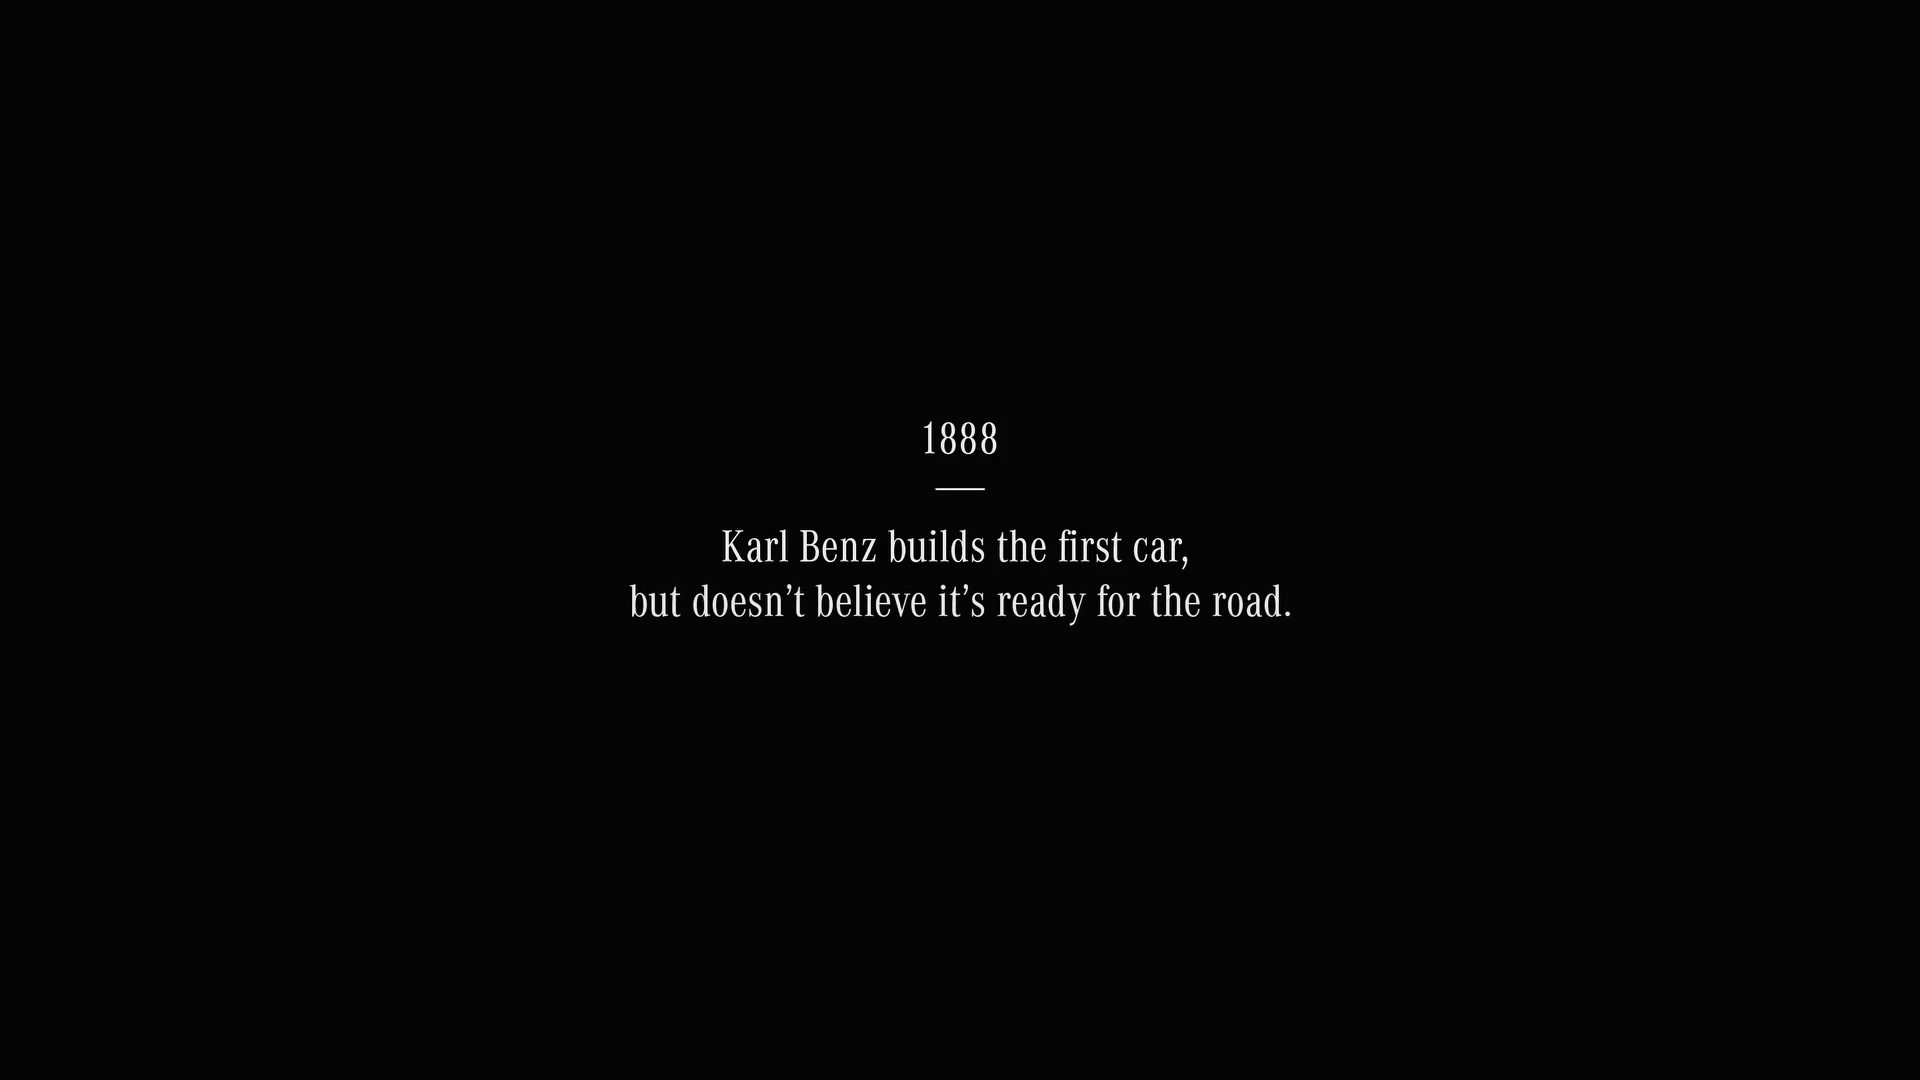 1888
Karl Benz builds the first car,
but doesn’t believe it’s ready for the road.